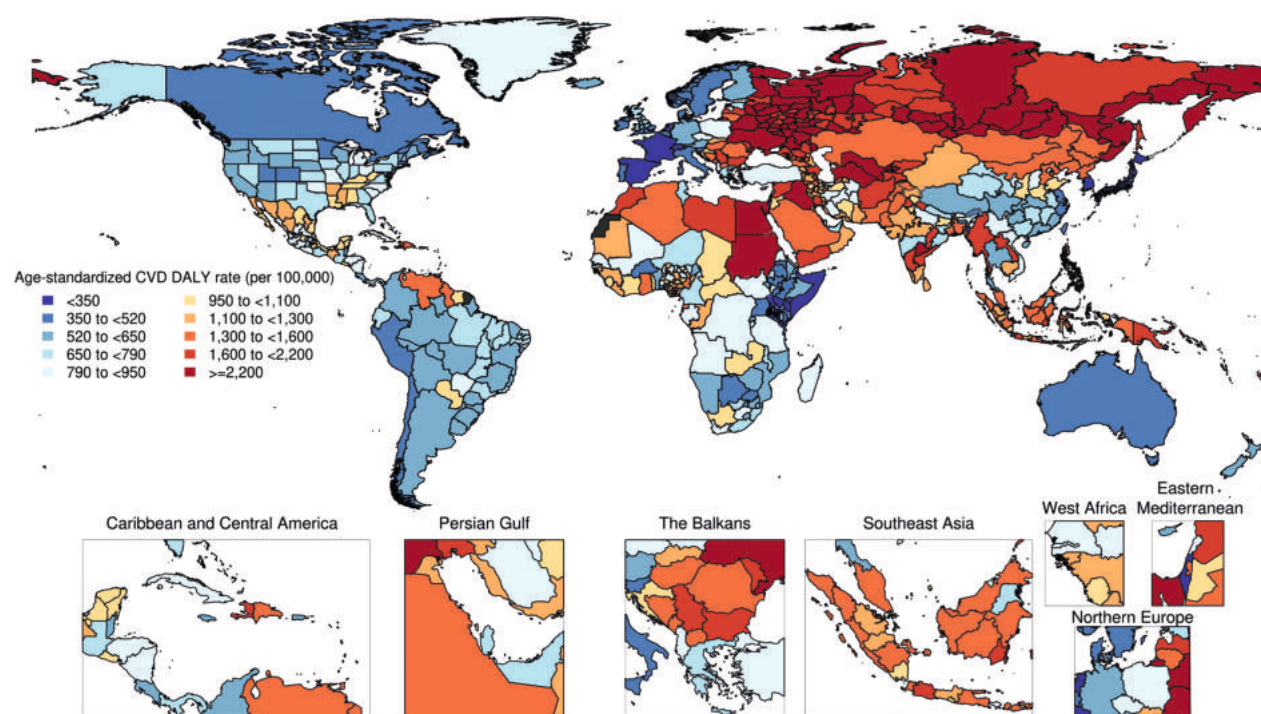 Age-standardized CVD DALY rate (per 100,000)
<350
350 to <520
520 to <650
650 to <790
790 to <950
950 to <1,100
1,100 to <1,300
1,300 to <1,600
1,600 to <2,200
>=2,200
Caribbean and Central America
Persian Gulf
The Balkans
Southeast Asia
West Africa
Eastern
Mediterranean
Northern Europe